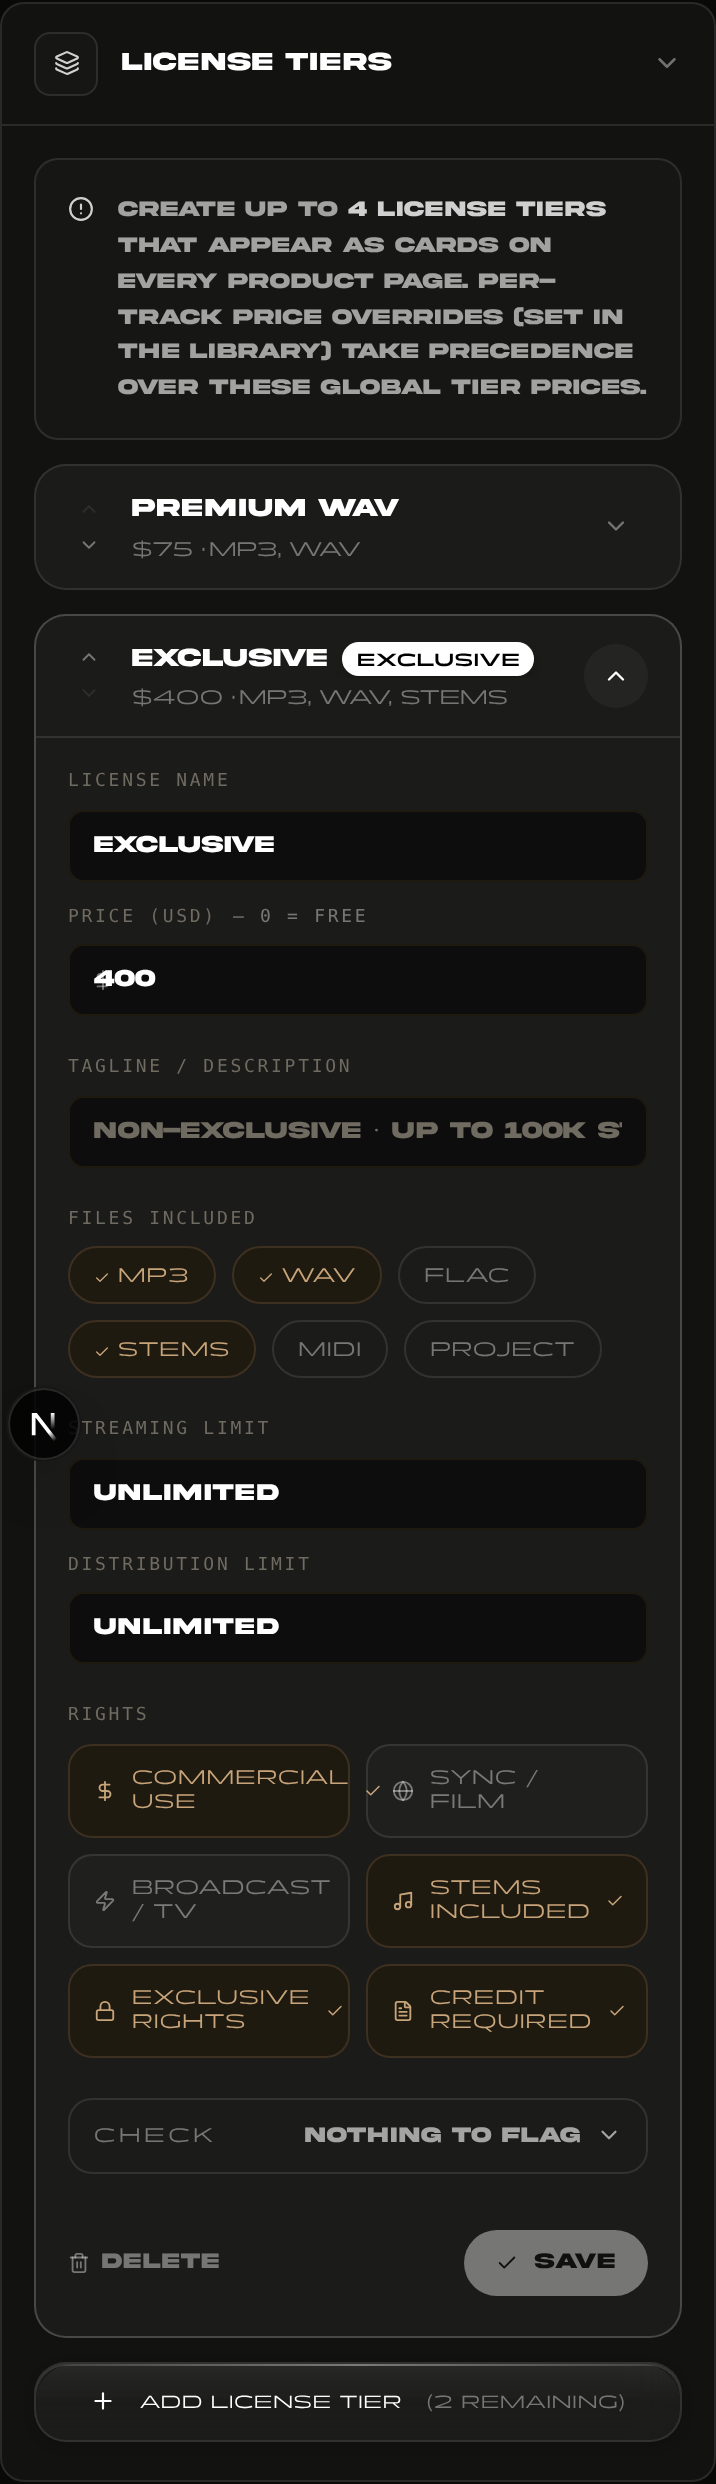 LICENSE TIERS
CREATE UP TO 4 LICENSE TIERS
THAT APPEAR AS CARDS ON
EVERY PRODUCT PAGE. PER–
TRACK PRICE OVERRIDES (SET IN
THE LIBRARY) TAKE PRECEDENCE
OVER THESE GLOBAL TIER PRICES.
PREMIUM WAV
$75 · MP3, WAV
EXCLUSIVE EXCLUSIVE
$400 · MP3, WAV, STEMS
LICENSE NAME
EXCLUSIVE
PRICE (USD) — 0 = FREE
$400
TAGLINE / DESCRIPTION
NON–EXCLUSIVE · UP TO 100K
FILES INCLUDED
✓ MP3 ✓ WAV FLAC
✓ STEMS MIDI PROJECT
N
STREAMING LIMIT
UNLIMITED
DISTRIBUTION LIMIT
UNLIMITED
RIGHTS
COMMERCIAL
USE
SYNC /
FILM
BROADCAST
/ TV
STEMS
INCLUDED
EXCLUSIVE
RIGHTS
CREDIT
REQUIRED
CHECK NOTHING TO FLAG
DELETE ✓ SAVE
+ ADD LICENSE TIER (2 REMAINING)